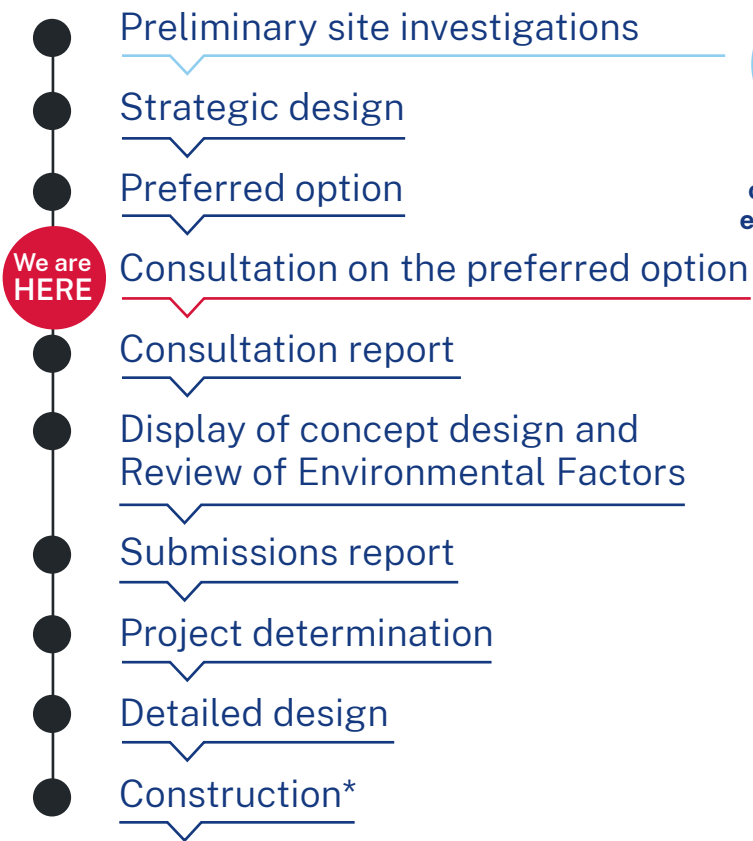 Preliminary site investigations
Strategic design
Preferred option
We are
HERE
Consultation on the preferred option
Consultation report
Display of concept design and
Review of Environmental Factors
Submissions report
Project determination
Detailed design
Construction*